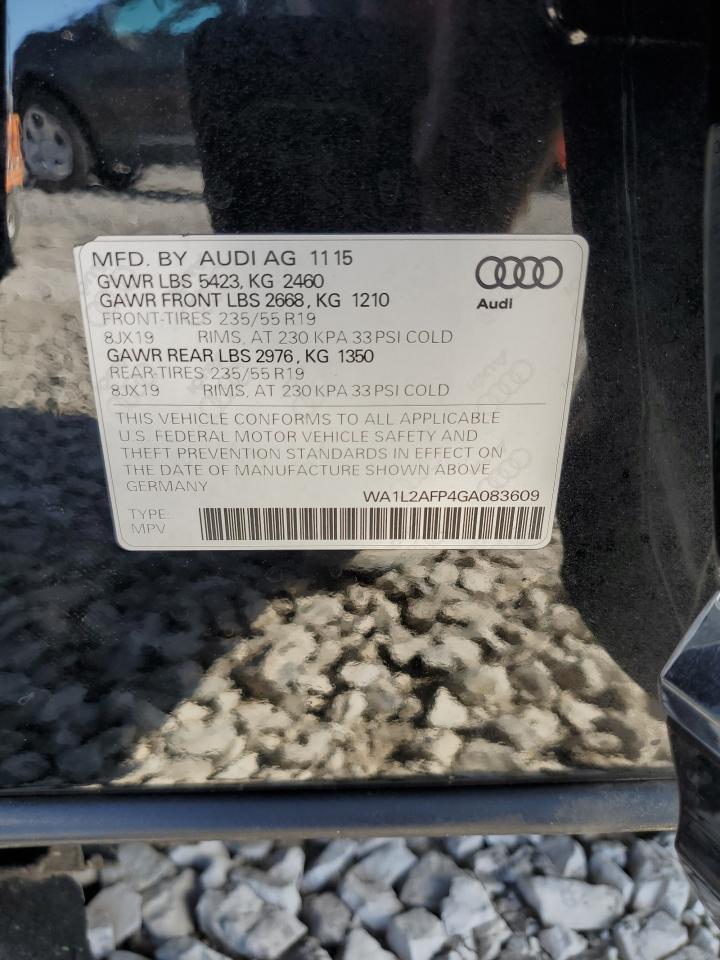 MFD. BY AUDI AG 11 15
GVWR LBS 5423, KG 2460
GAWR FRONT LBS 2668, KG 1210
FRONT-TIRES 235/55 R19
8JX19 RIMS, AT 230 KPA 33 PSI COLD
GAWR REAR LBS 2976, KG 1350
REAR-TIRES 235/55 R19
8JX19 RIMS, AT 230 KPA 33 PSI COLD
Audi
THIS VEHICLE CONFORMS TO ALL APPLICABLE
U.S. FEDERAL MOTOR VEHICLE SAFETY AND
THEFT PREVENTION STANDARDS IN EFFECT ON
THE DATE OF MANUFACTURE SHOWN ABOVE
GERMANY
WA1L2AFP4GA083609
TYPE:
MPV